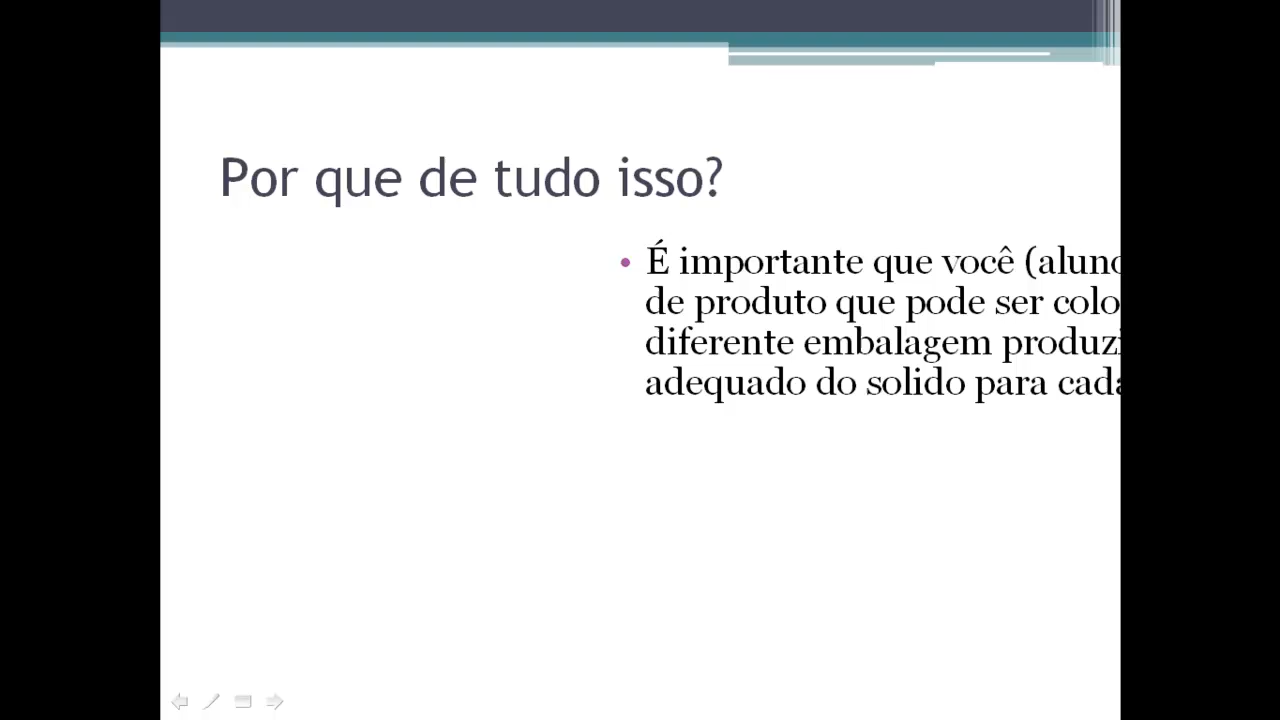 Por que de tudo isso?
• É importante que você (aluno
de produto que pode ser colo
diferente embalagem produzi
adequado do solido para cada